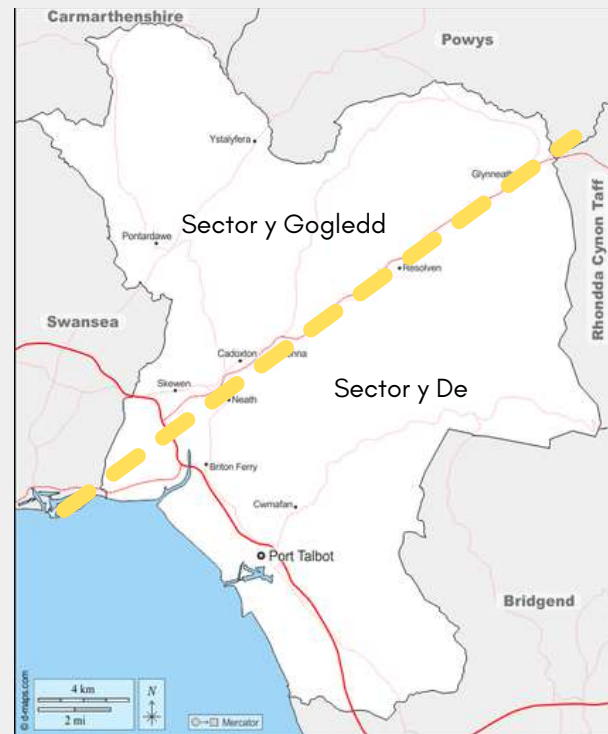 Carmarthenshire
Powys
Ystalyfera
Glynneath
Sector y Gogledd
Pontardawe
Resolven
Rhondda Cynon Taff
Swansea
Cadoxton
Skewen
Sector y De
Neath
Briton Ferry
Cwmafan
Port Talbot
Bridgend
4 km
2 mi
N
Mercator
© d-maps.com